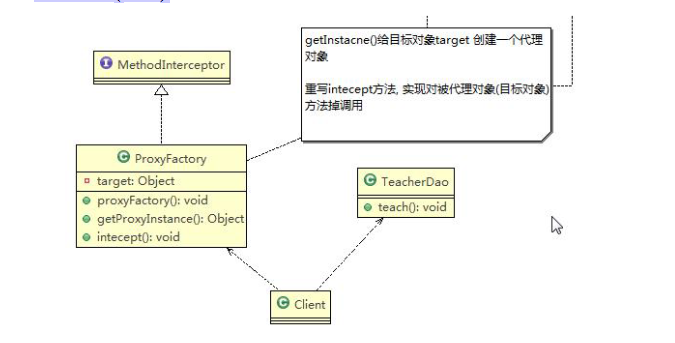 getInstacne()给目标对象target 创建一个代理
对象
重写intecept方法, 实现对被代理对象(目标对象)
方法掉调用
I MethodInterceptor
C ProxyFactory
target: Object
proxyFactory(): void
getProxyInstance(): Object
intecept(): void
C TeacherDao
teach(): void
C Client